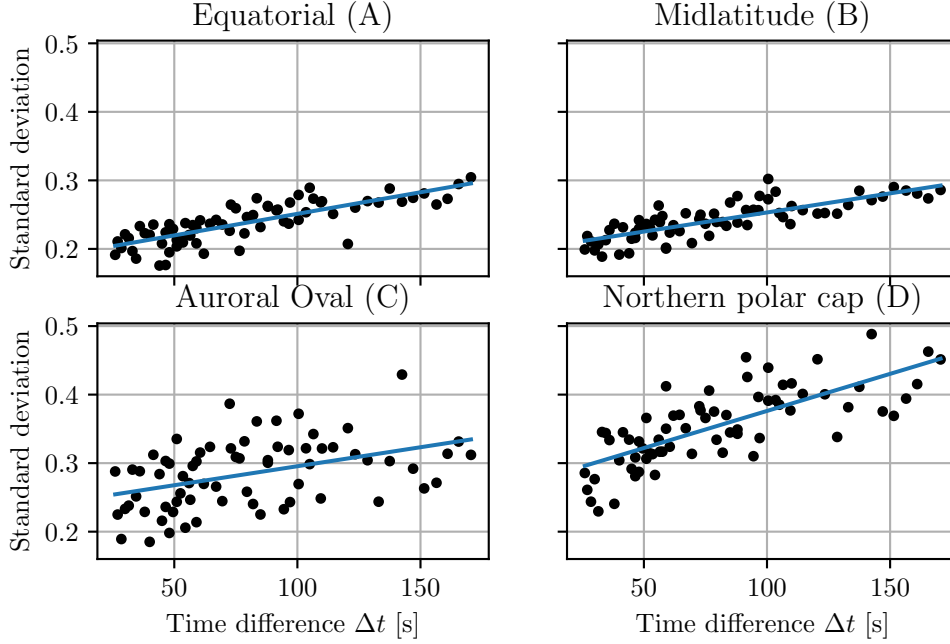 Equatorial (A)
Midlatitude (B)
Standard deviation
0.5
0.4
0.3
0.2
Auroral Oval (C)
Northern polar cap (D)
Standard deviation
0.5
0.4
0.3
0.2
50
100
150
50
100
150
Time difference Δt [s]
Time difference Δt [s]